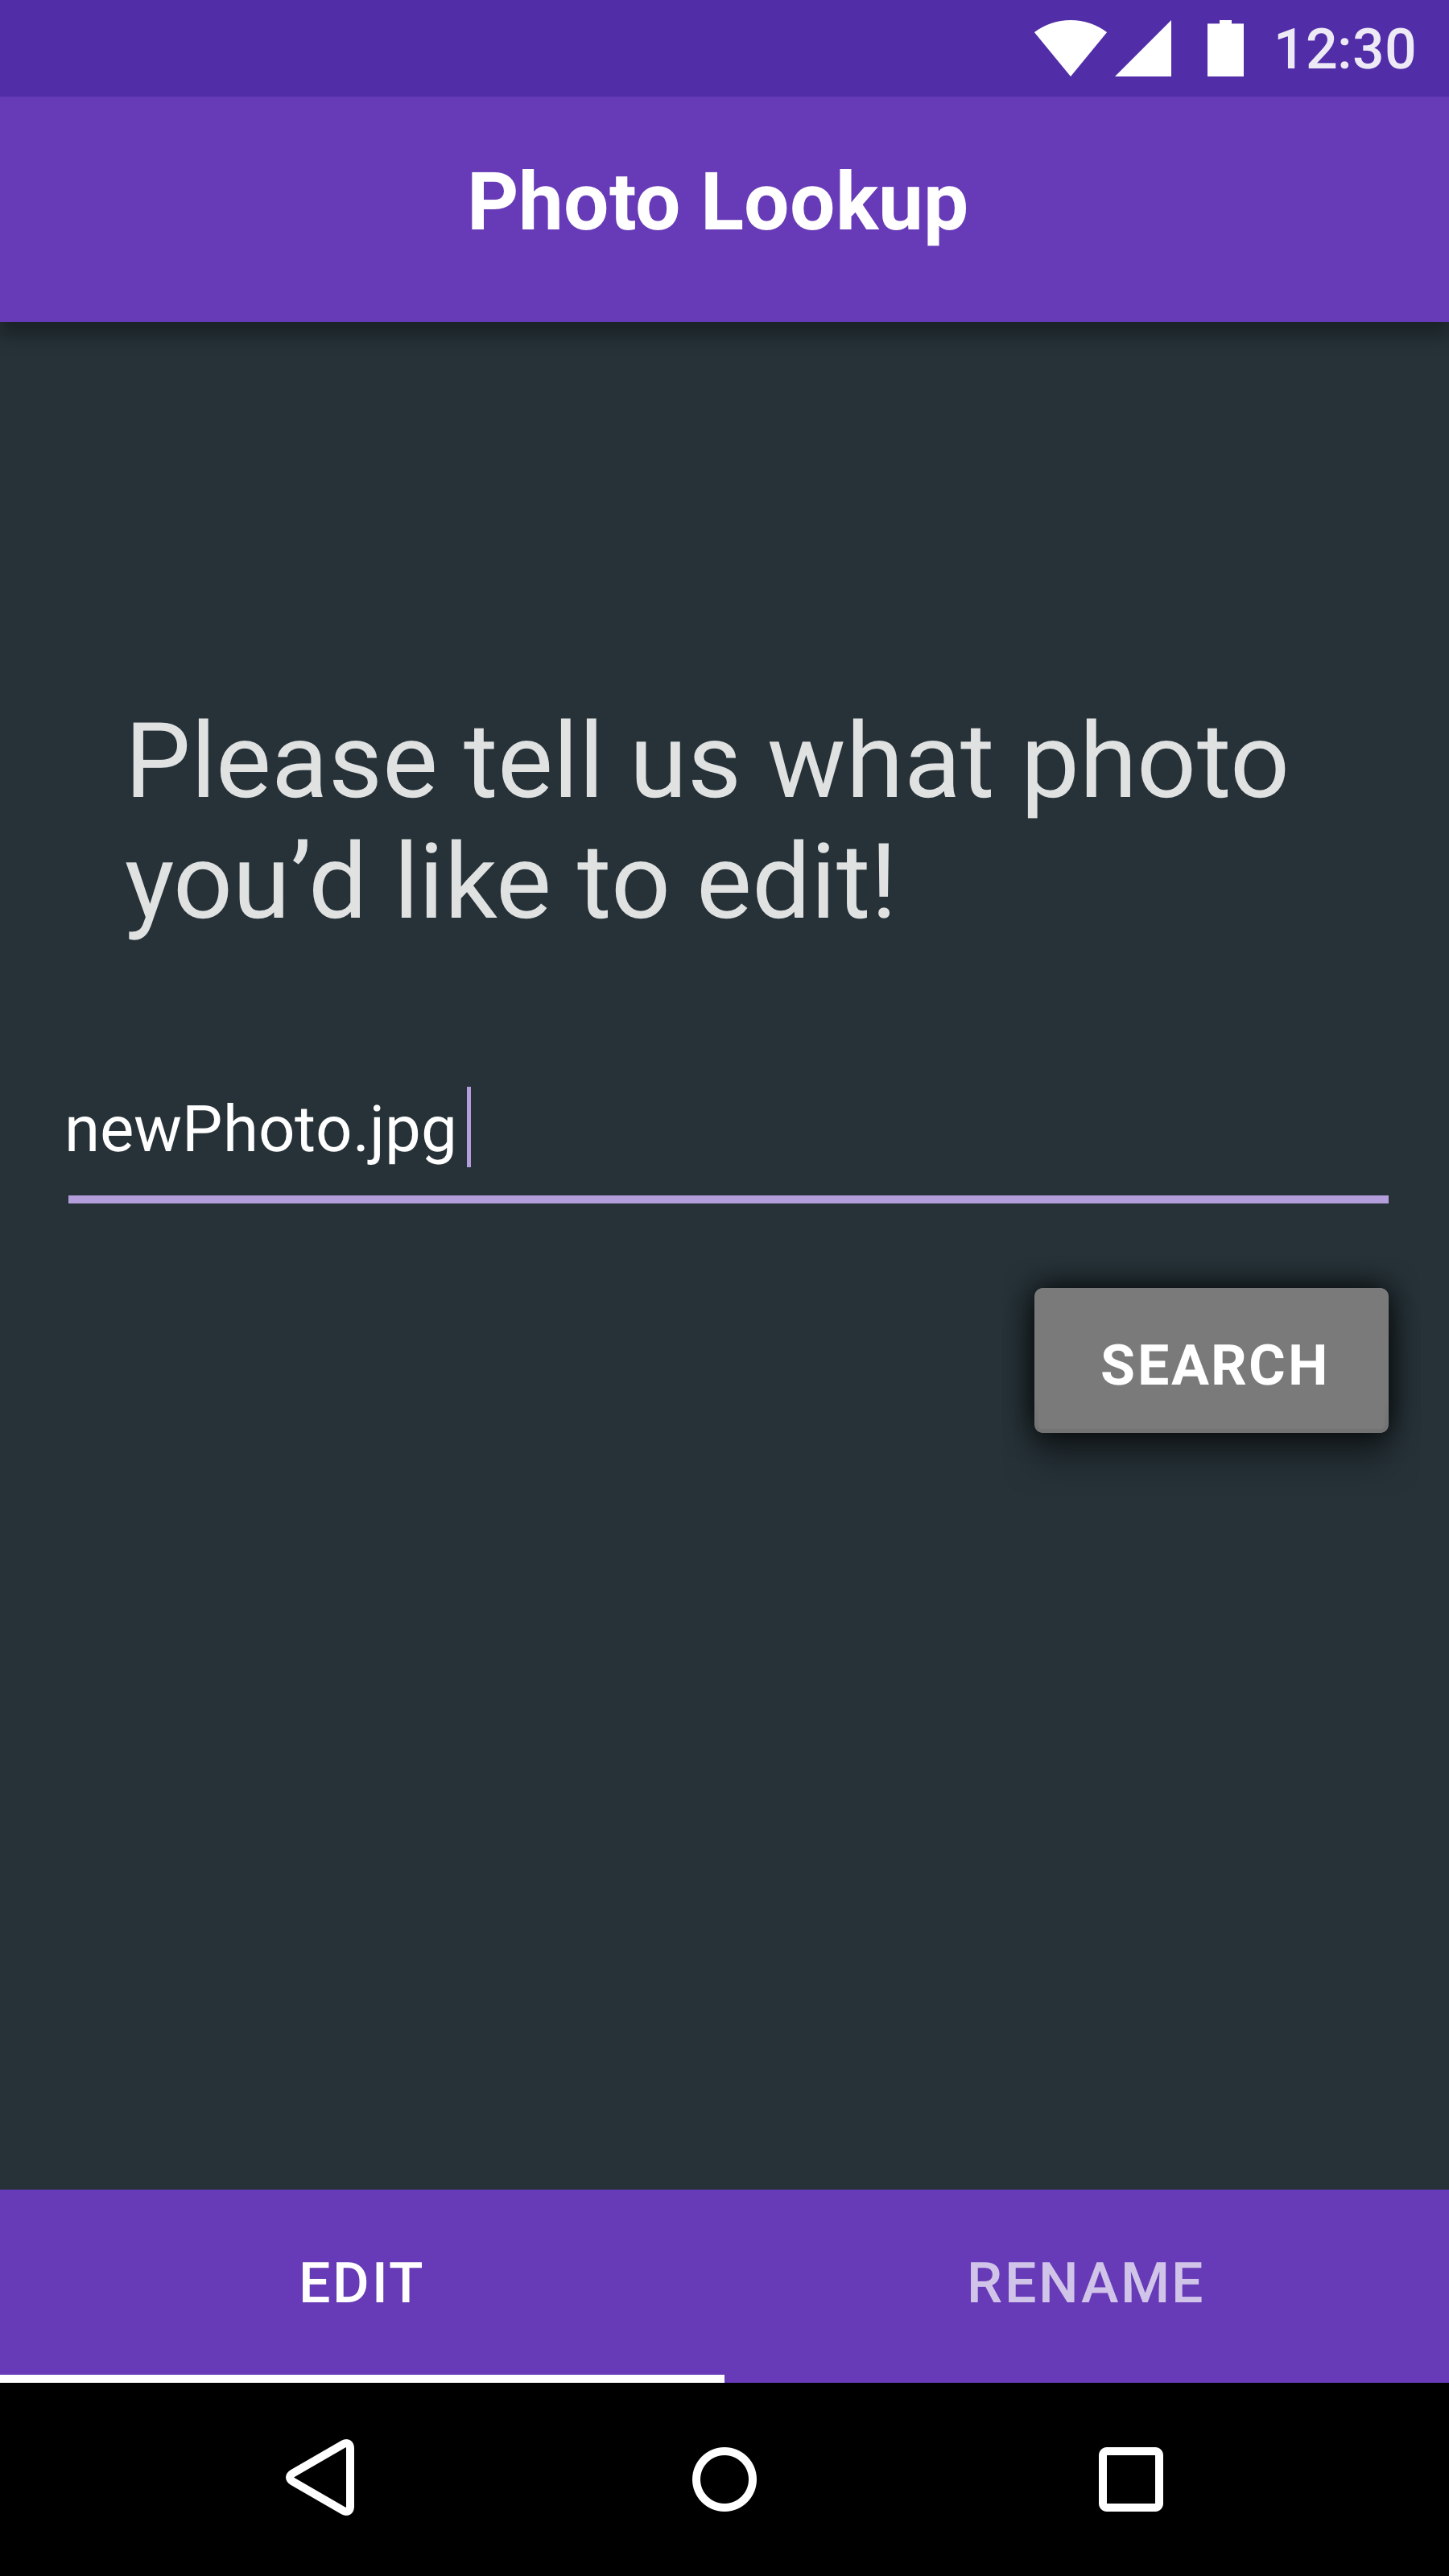 12:30
Photo Lookup
Please tell us what photo
you’d like to edit!
newPhoto.jpg
SEARCH
EDIT RENAME